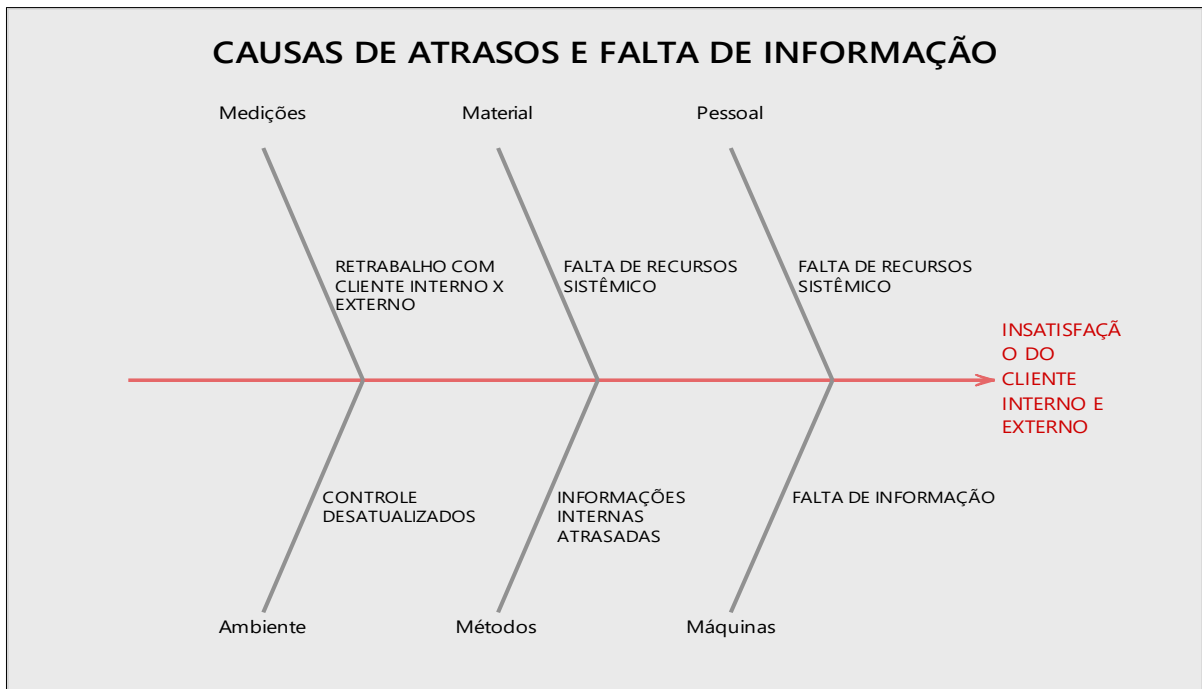 CAUSAS DE ATRASOS E FALTA DE INFORMAÇÃO
Medições
Material
Pessoal
RETRABALHO COM
CLIENTE INTERNO X
EXTERNO
FALTA DE RECURSOS
SISTÊMICO
FALTA DE RECURSOS
SISTÊMICO
INSATISFAÇÃ
O DO
CLIENTE
INTERNO E
EXTERNO
CONTROLE
DESATUALIZADOS
INFORMAÇÕES
INTERNAS
ATRASADAS
FALTA DE INFORMAÇÃO
Ambiente
Métodos
Máquinas